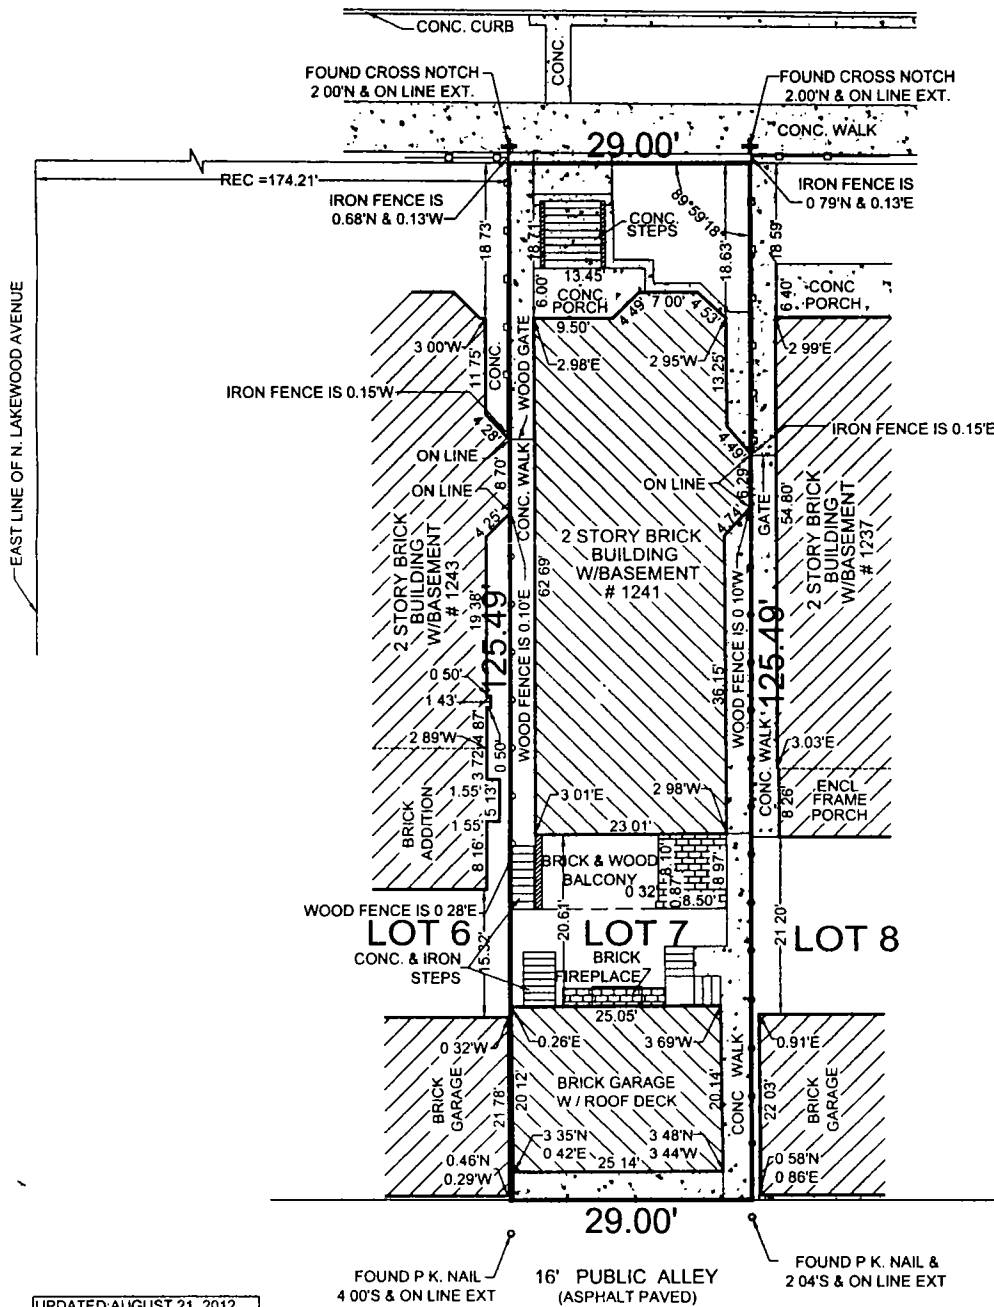 CONC. CURB
CONC.
FOUND CROSS NOTCH
2 00'N & ON LINE EXT.
FOUND CROSS NOTCH
2.00'N & ON LINE EXT.
CONC. WALK
29.00'
REC =174.21'
IRON FENCE IS
0.68'N & 0.13'W
IRON FENCE IS
0 79'N & 0.13'E
89°59'18"
CONC.
STEPS
18 73'
18.71'
18.63'
18 59'
13.45'
6.00'
CONC
PORCH
7 00'
4.49'
4 53'
9.50'
6.40'
CONC
PORCH
EAST LINE OF N. LAKEWOOD AVENUE
3 00'W
11.75'
CONC.
WOOD GATE
2.98'E
2 95'W
13.25'
2 99'E
IRON FENCE IS 0.15'W
IRON FENCE IS 0.15'E
4.28'
ON LINE
8 70'
ON LINE
4 25'
CONC. WALK
4.49'
ON LINE
6.29'
4.74'
GATE
54.80'
2 STORY BRICK
BUILDING
W/BASEMENT
# 1243
2 STORY BRICK
BUILDING
W/BASEMENT
# 1241
2 STORY BRICK
BUILDING
W/BASEMENT
# 1237
62 69'
19 38'
125.49'
WOOD FENCE IS 0.10'E
WOOD FENCE IS 0 10'W
125.49'
36.15'
0 50'
1 43'
4 87'
0 50'
2 89'W
3 72'
1.55'
5 13'
1 55'
8 16'
BRICK
ADDITION
CONC. WALK
3.03'E
8 26'
ENCL
FRAME
PORCH
3 01'E
2 98'W
23 01'
BRICK & WOOD
BALCONY
8.10'
8 97'
0 32'
0.87'
8.50'
WOOD FENCE IS 0 28'E
20.61'
21 20'
LOT 6
LOT 7
LOT 8
15.32'
CONC. & IRON
STEPS
BRICK
FIREPLACE
25.05'
0 32'W
0.26'E
3 69'W
0.91'E
BRICK
GARAGE
21 78'
20 12'
BRICK GARAGE
W / ROOF DECK
20.14'
CONC WALK
22 03'
BRICK
GARAGE
0.46'N
0.29'W
3 35'N
0.42'E
3 48'N
3 44'W
25 14'
0 58'N
0 86'E
29.00'
FOUND P K. NAIL
4 00'S & ON LINE EXT
16' PUBLIC ALLEY
(ASPHALT PAVED)
FOUND P K. NAIL &
2 04'S & ON LINE EXT
UPDATED:AUGUST 21, 2012